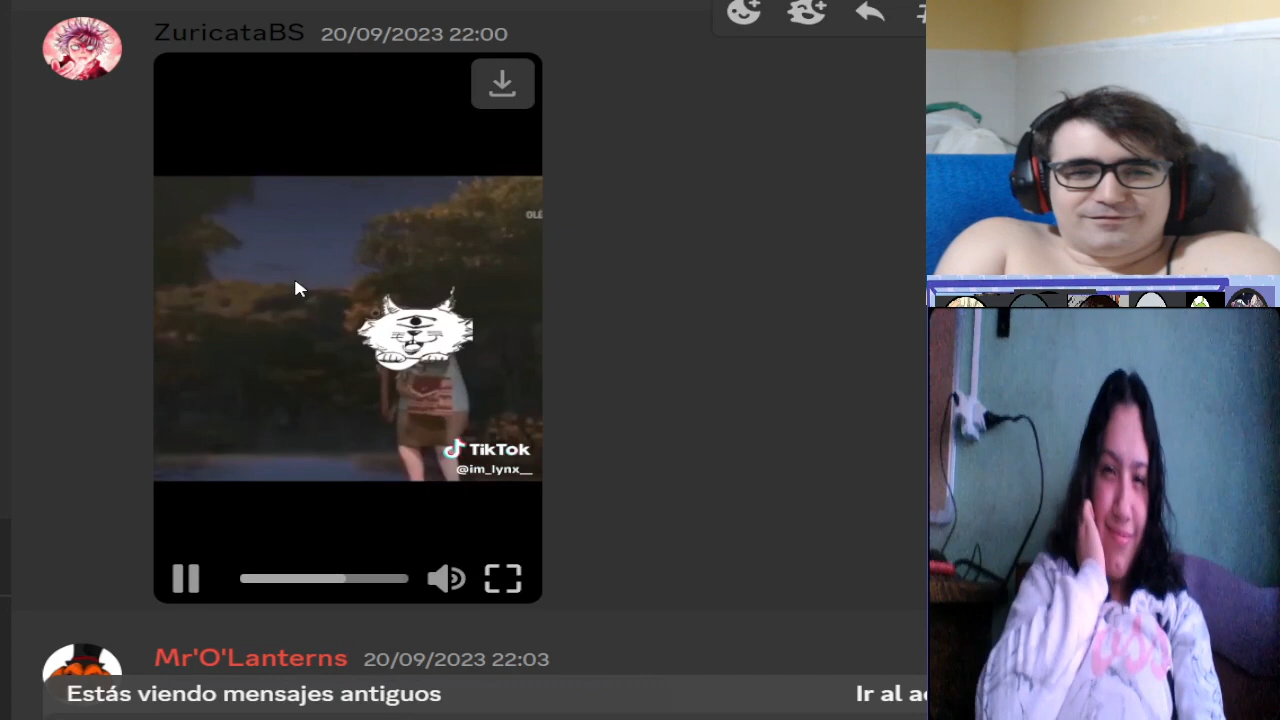 ZuricataBS 20/09/2023 22:00
OLÉ
TikTok
@im_lynx__
Mr'O'Lanterns 20/09/2023 22:03
Estás viendo mensajes antiguos
Ir al a